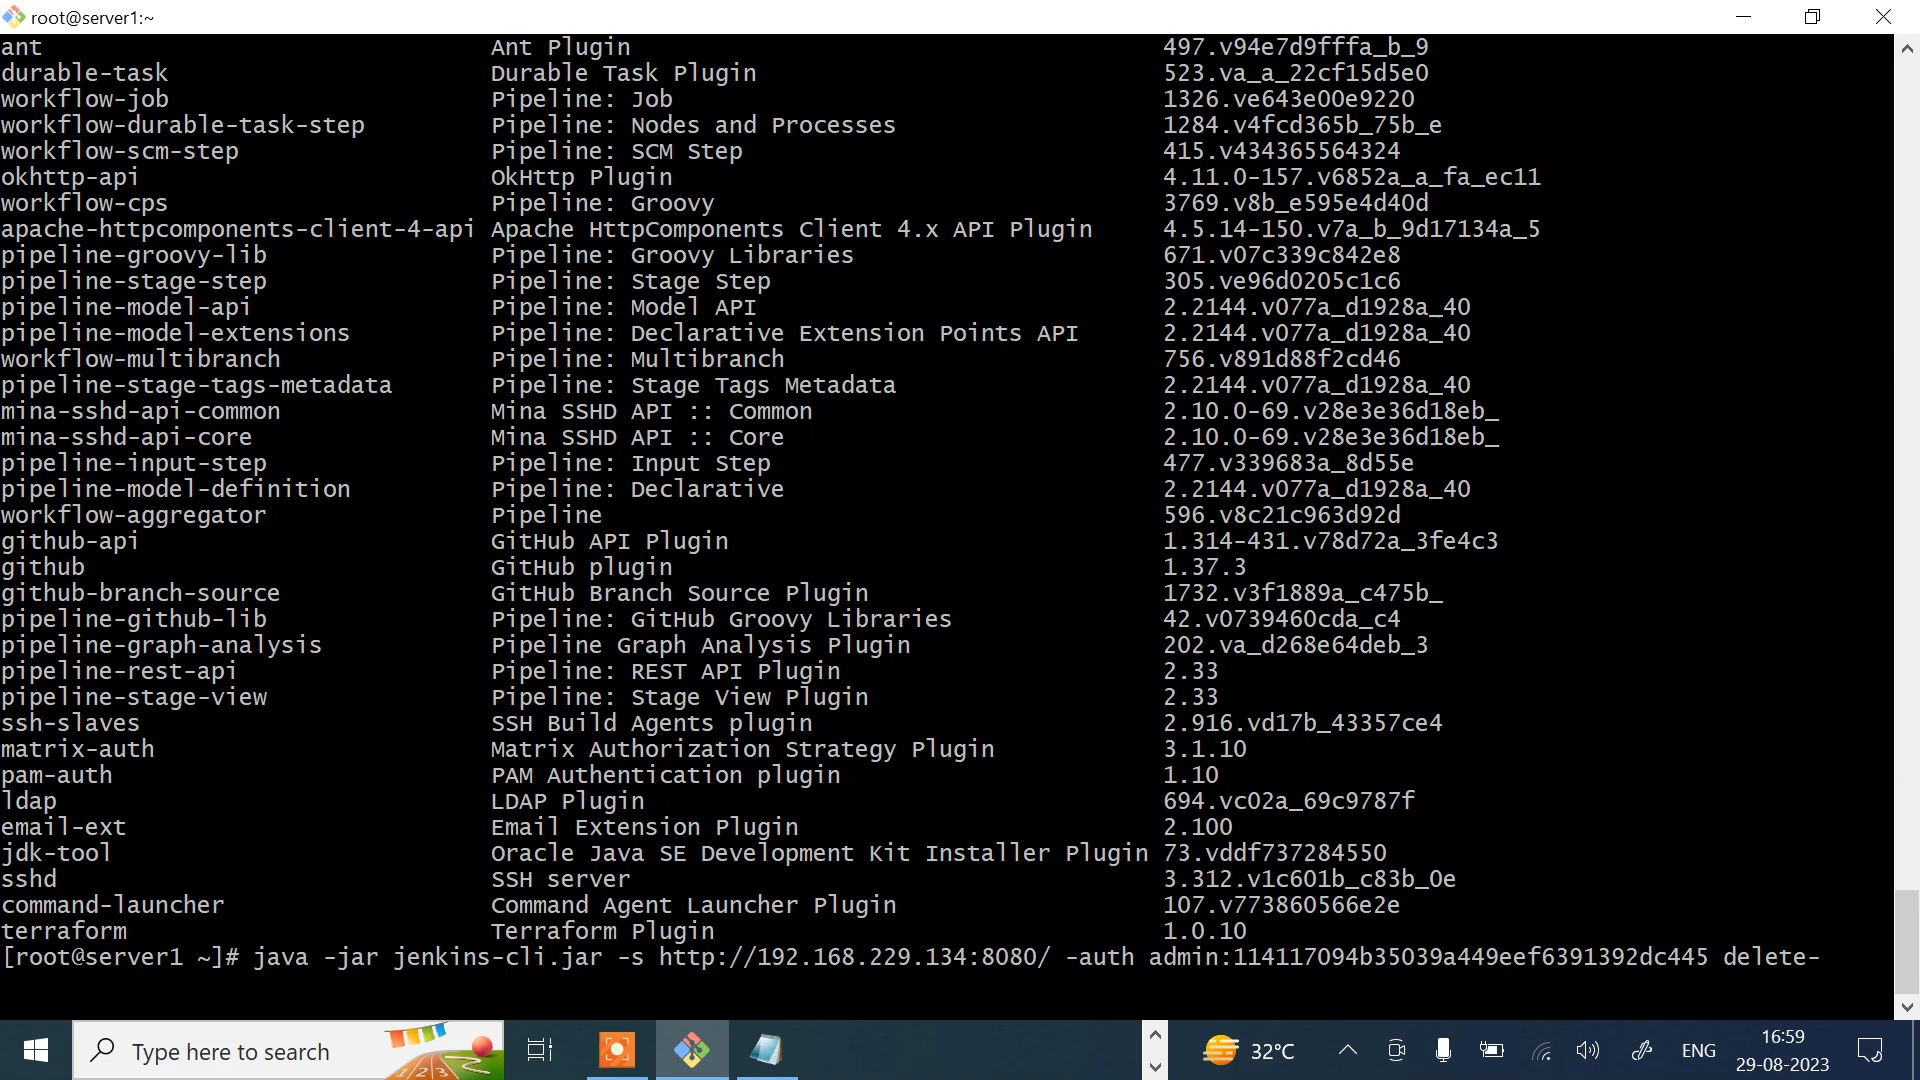 root@server1:~
ant Ant Plugin 497.v94e7d9fffa_b_9
durable-task Durable Task Plugin 523.va_a_22cf15d5e0
workflow-job Pipeline: Job 1326.ve643e00e9220
workflow-durable-task-step Pipeline: Nodes and Processes 1284.v4fcd365b_75b_e
workflow-scm-step Pipeline: SCM Step 415.v434365564324
okhttp-api OkHttp Plugin 4.11.0-157.v6852a_a_fa_ec11
workflow-cps Pipeline: Groovy 3769.v8b_e595e4d40d
apache-httpcomponents-client-4-api Apache HttpComponents Client 4.x API Plugin 4.5.14-150.v7a_b_9d17134a_5
pipeline-groovy-lib Pipeline: Groovy Libraries 671.v07c339c842e8
pipeline-stage-step Pipeline: Stage Step 305.ve96d0205c1c6
pipeline-model-api Pipeline: Model API 2.2144.v077a_d1928a_40
pipeline-model-extensions Pipeline: Declarative Extension Points API 2.2144.v077a_d1928a_40
workflow-multibranch Pipeline: Multibranch 756.v891d88f2cd46
pipeline-stage-tags-metadata Pipeline: Stage Tags Metadata 2.2144.v077a_d1928a_40
mina-sshd-api-common Mina SSHD API :: Common 2.10.0-69.v28e3e36d18eb_
mina-sshd-api-core Mina SSHD API :: Core 2.10.0-69.v28e3e36d18eb_
pipeline-input-step Pipeline: Input Step 477.v339683a_8d55e
pipeline-model-definition Pipeline: Declarative 2.2144.v077a_d1928a_40
workflow-aggregator Pipeline 596.v8c21c963d92d
github-api GitHub API Plugin 1.314-431.v78d72a_3fe4c3
github GitHub plugin 1.37.3
github-branch-source GitHub Branch Source Plugin 1732.v3f1889a_c475b_
pipeline-github-lib Pipeline: GitHub Groovy Libraries 42.v0739460cda_c4
pipeline-graph-analysis Pipeline Graph Analysis Plugin 202.va_d268e64deb_3
pipeline-rest-api Pipeline: REST API Plugin 2.33
pipeline-stage-view Pipeline: Stage View Plugin 2.33
ssh-slaves SSH Build Agents plugin 2.916.vd17b_43357ce4
matrix-auth Matrix Authorization Strategy Plugin 3.1.10
pam-auth PAM Authentication plugin 1.10
ldap LDAP Plugin 694.vc02a_69c9787f
email-ext Email Extension Plugin 2.100
jdk-tool Oracle Java SE Development Kit Installer Plugin 73.vddf737284550
sshd SSH server 3.312.v1c601b_c83b_0e
command-launcher Command Agent Launcher Plugin 107.v773860566e2e
terraform Terraform Plugin 1.0.10
[root@server1 ~]# java -jar jenkins-cli.jar -s http://192.168.229.134:8080/ -auth admin:114117094b35039a449eef6391392dc445 delete-
Type here to search
32°C
ENG
16:59
29-08-2023